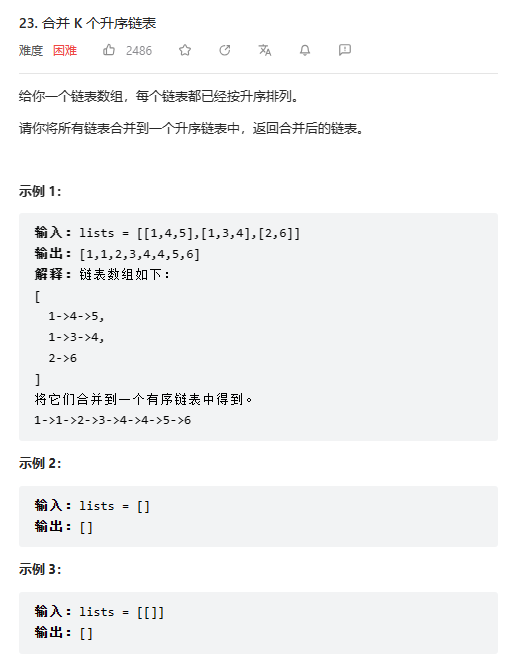 23. 合并 K 个升序链表
难度 困难 2486
给你一个链表数组，每个链表都已经按升序排列。
请你将所有链表合并到一个升序链表中，返回合并后的链表。
示例 1：
输入：lists = [[1,4,5],[1,3,4],[2,6]]
输出：[1,1,2,3,4,4,5,6]
解释：链表数组如下：
[
  1->4->5,
  1->3->4,
  2->6
]
将它们合并到一个有序链表中得到。
1->1->2->3->4->4->5->6
示例 2：
输入：lists = []
输出：[]
示例 3：
输入：lists = [[]]
输出：[]